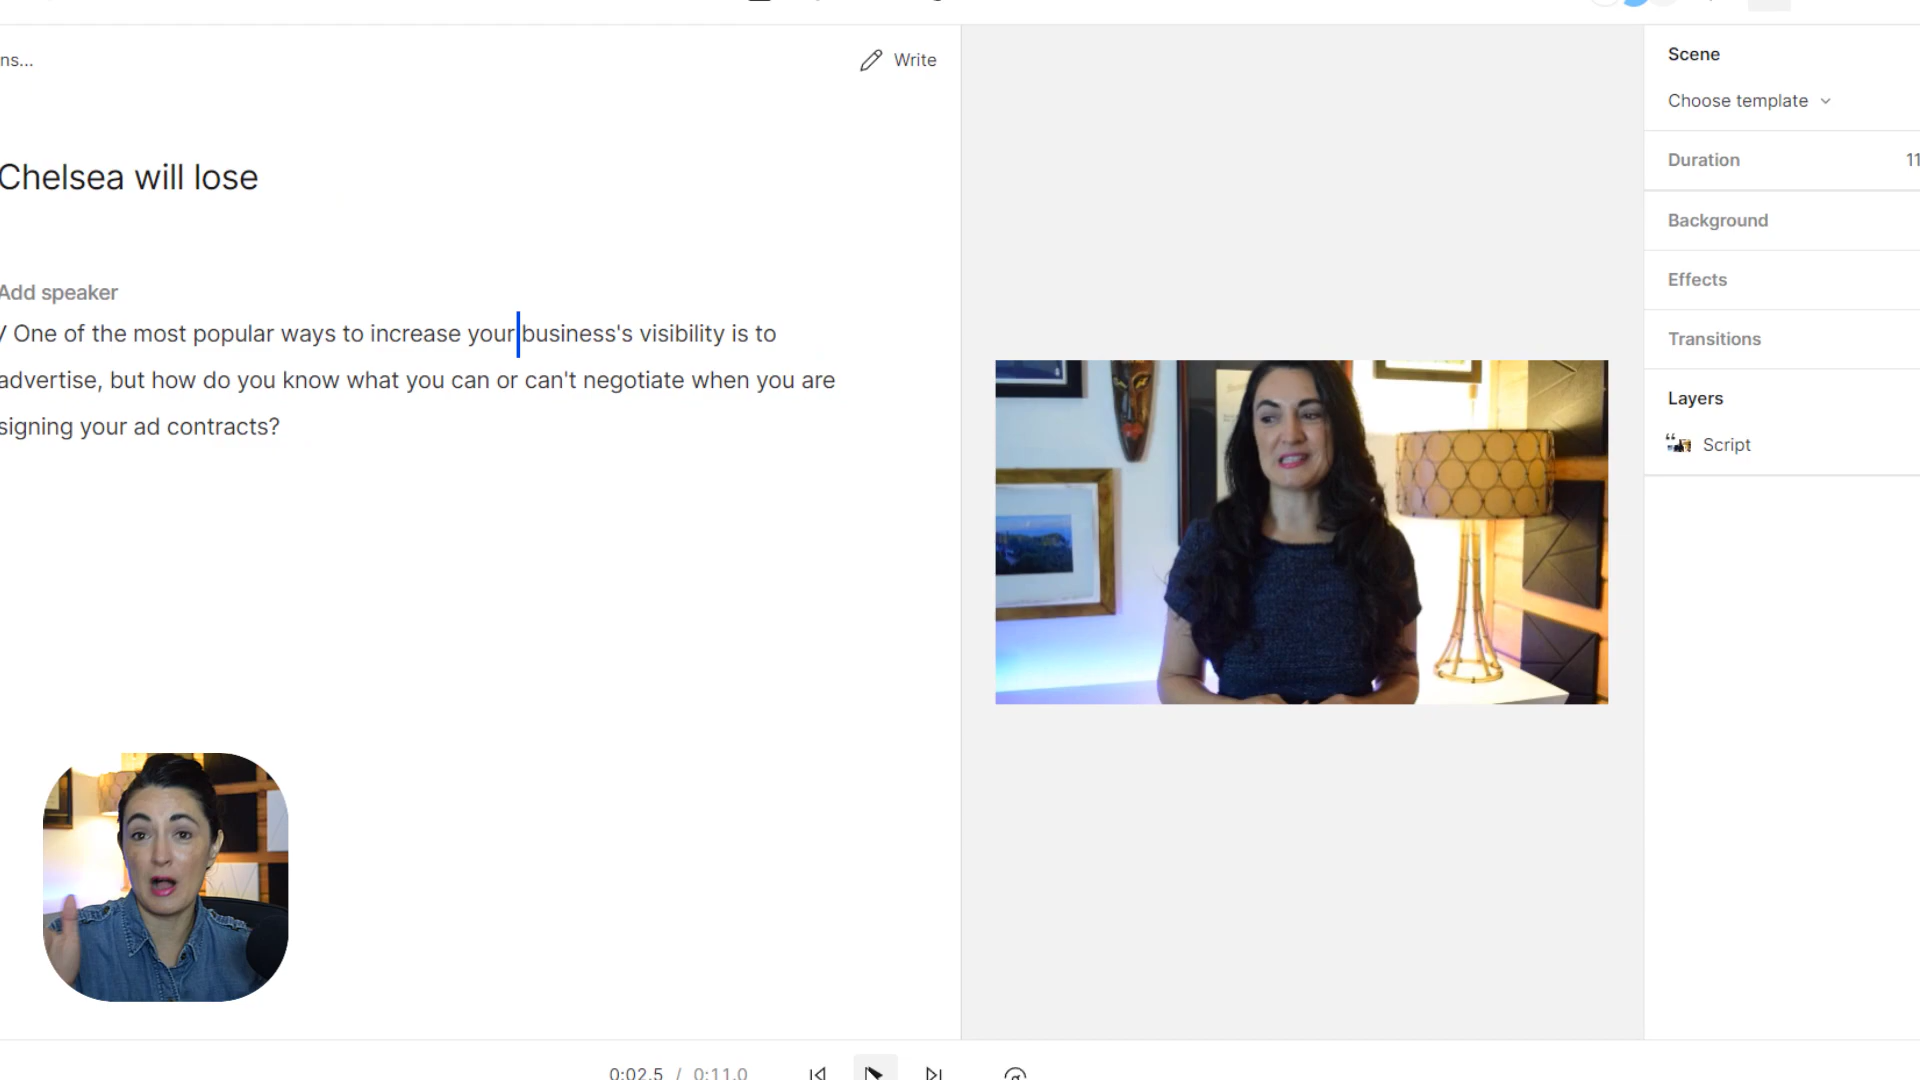 ns...
Write
Chelsea will lose
Add speaker
/ One of the most popular ways to increase your business's visibility is to
advertise, but how do you know what you can or can't negotiate when you are
signing your ad contracts?
Scene
Choose template
Duration
11
Background
Effects
Transitions
Layers
Script
0:02.5 / 0:11.0